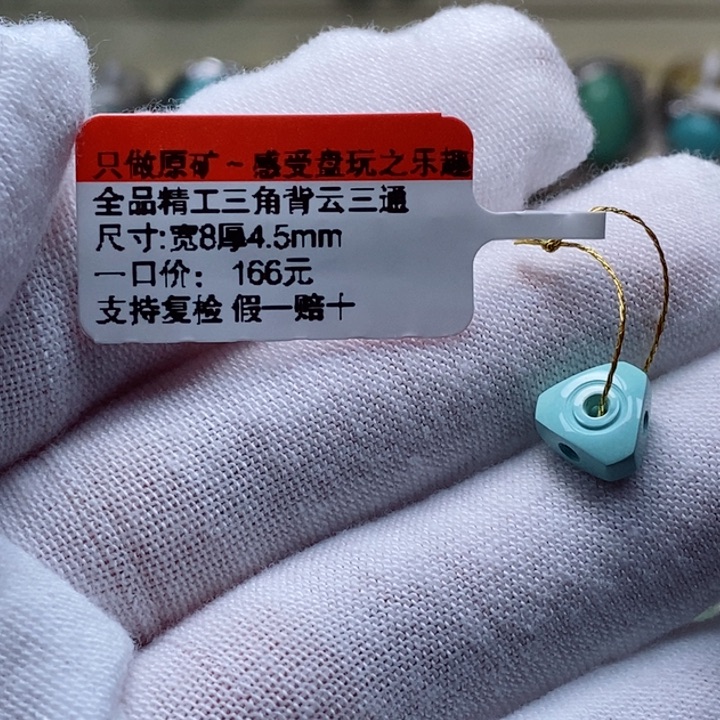 只做原矿～感受盘玩之乐趣
全品精工三角背云三通
尺寸:宽8厚4.5mm
一口价： 166元
支持复检 假一赔十